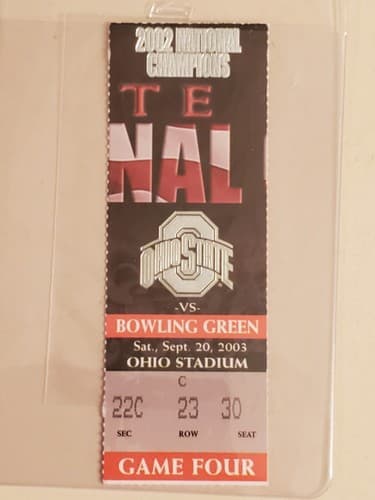 2002 NATIONAL
CHAMPIONS
TE
NAL
OHIO STATE
-VS-
BOWLING GREEN
Sat., Sept. 20, 2003
OHIO STADIUM
C
22C 23 30
SEC ROW SEAT
GAME FOUR